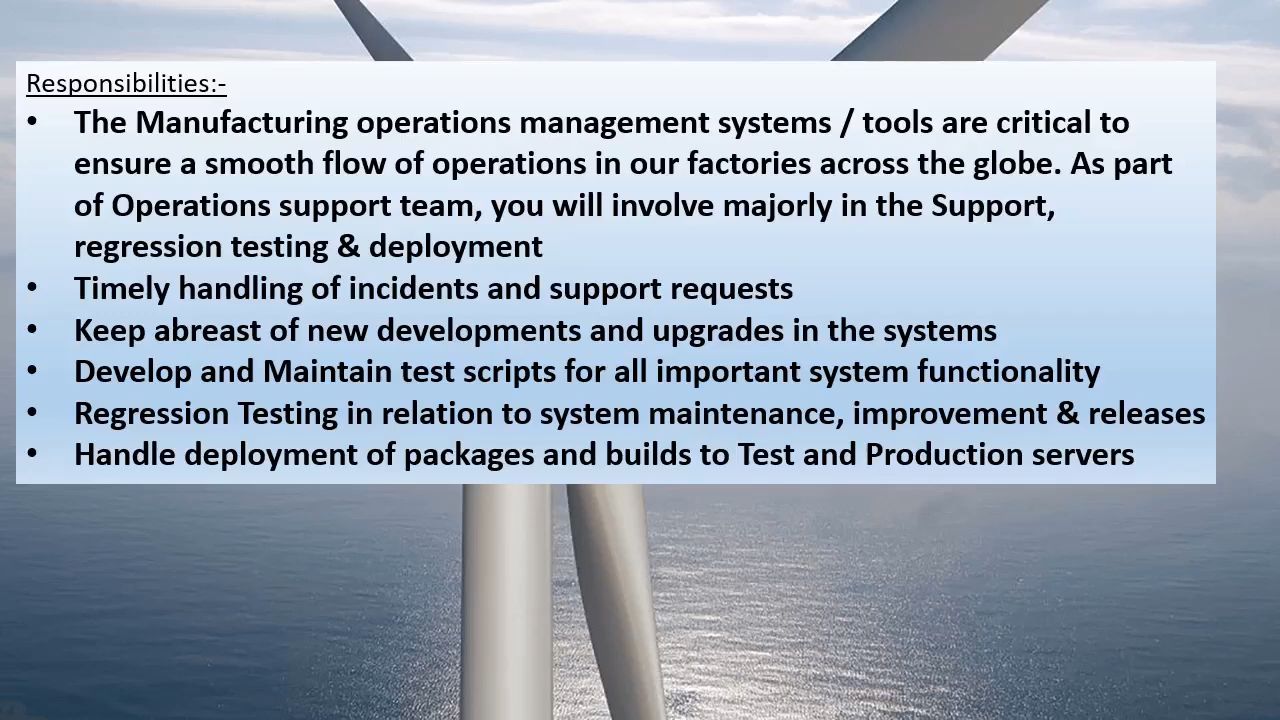 Responsibilities:-
• The Manufacturing operations management systems / tools are critical to
ensure a smooth flow of operations in our factories across the globe. As part
of Operations support team, you will involve majorly in the Support,
regression testing & deployment
• Timely handling of incidents and support requests
• Keep abreast of new developments and upgrades in the systems
• Develop and Maintain test scripts for all important system functionality
• Regression Testing in relation to system maintenance, improvement & releases
• Handle deployment of packages and builds to Test and Production servers